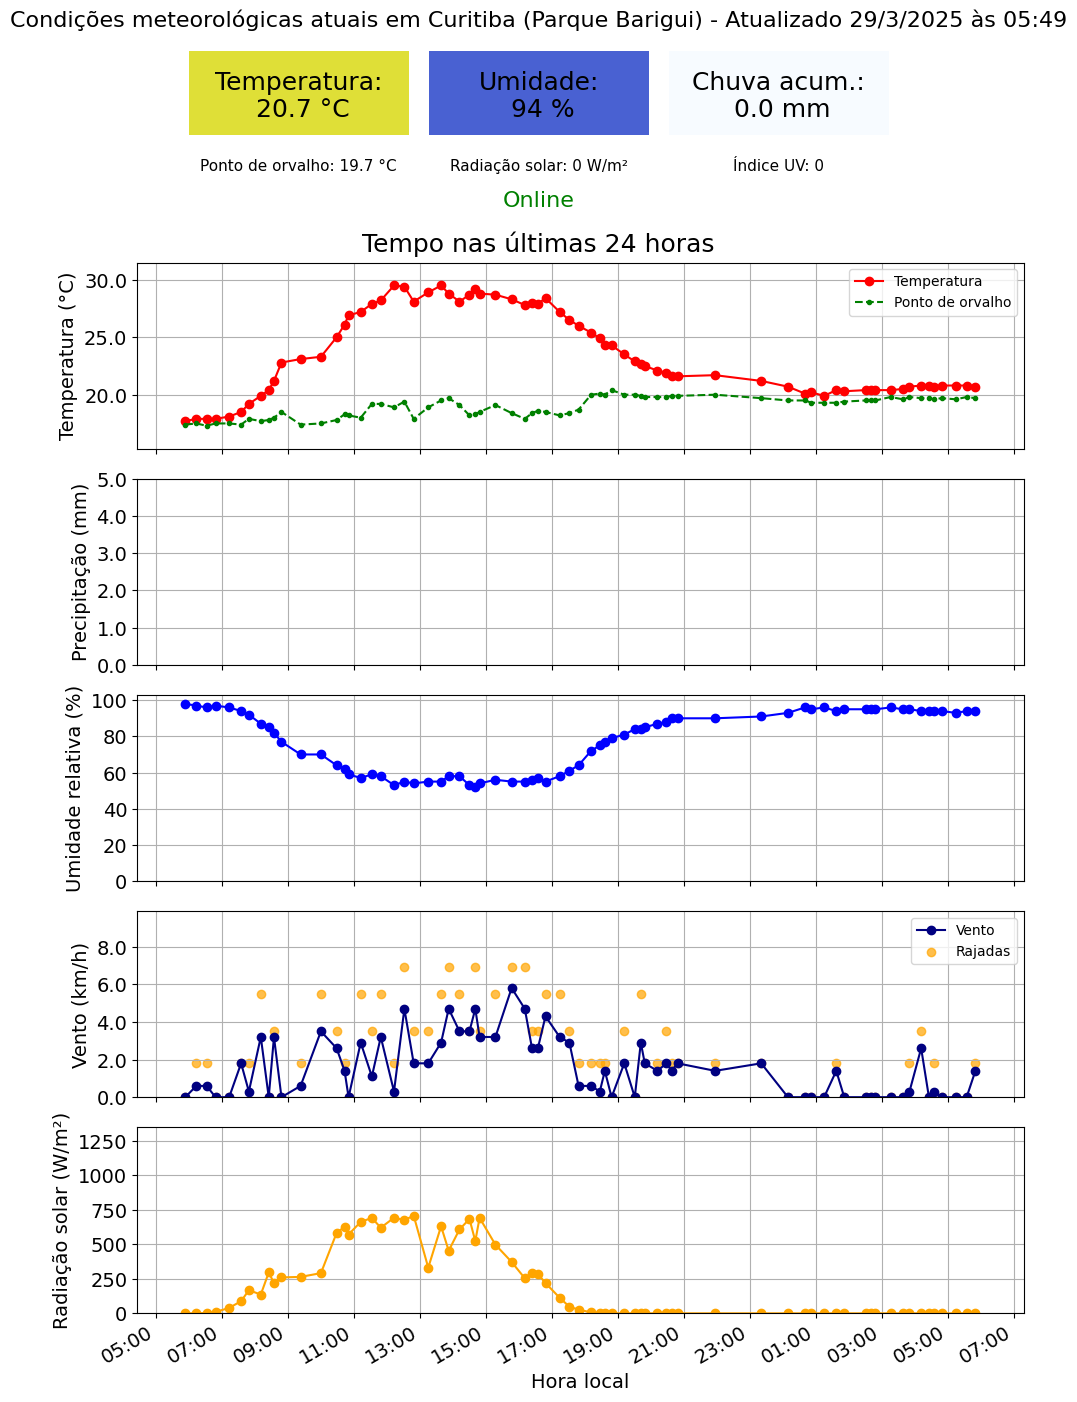 Condições meteorológicas atuais em Curitiba (Parque Barigui) - Atualizado 29/3/2025 às 05:49
Temperatura:
20.7 °C
Umidade:
94 %
Chuva acum.:
0.0 mm
Ponto de orvalho: 19.7 °C
Radiação solar: 0 W/m²
Índice UV: 0
Online
Tempo nas últimas 24 horas
Temperatura (°C)
30.0
25.0
20.0
Temperatura
Ponto de orvalho
Precipitação (mm)
5.0
4.0
3.0
2.0
1.0
0.0
Umidade relativa (%)
100
80
60
40
20
0
Vento (km/h)
8.0
6.0
4.0
2.0
0.0
Vento
Rajadas
Radiação solar (W/m²)
1250
1000
750
500
250
0
05:00
07:00
09:00
11:00
13:00
15:00
17:00
19:00
21:00
23:00
01:00
03:00
05:00
07:00
Hora local